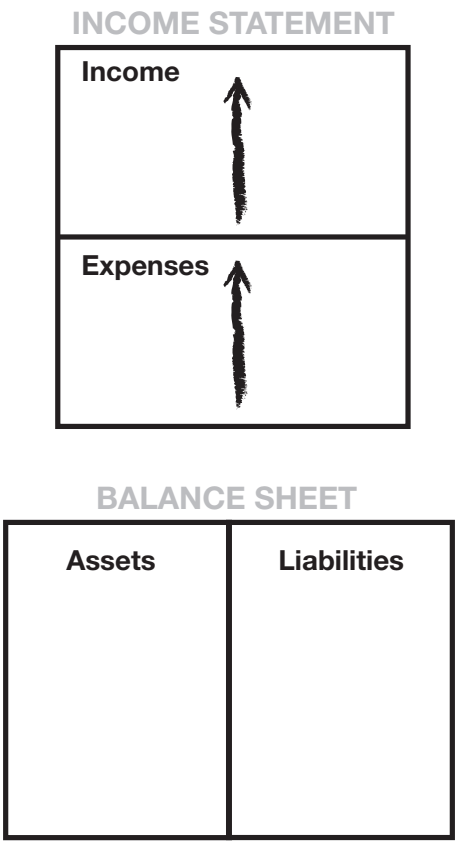 INCOME STATEMENT
Income
Expenses
BALANCE SHEET
Assets
Liabilities